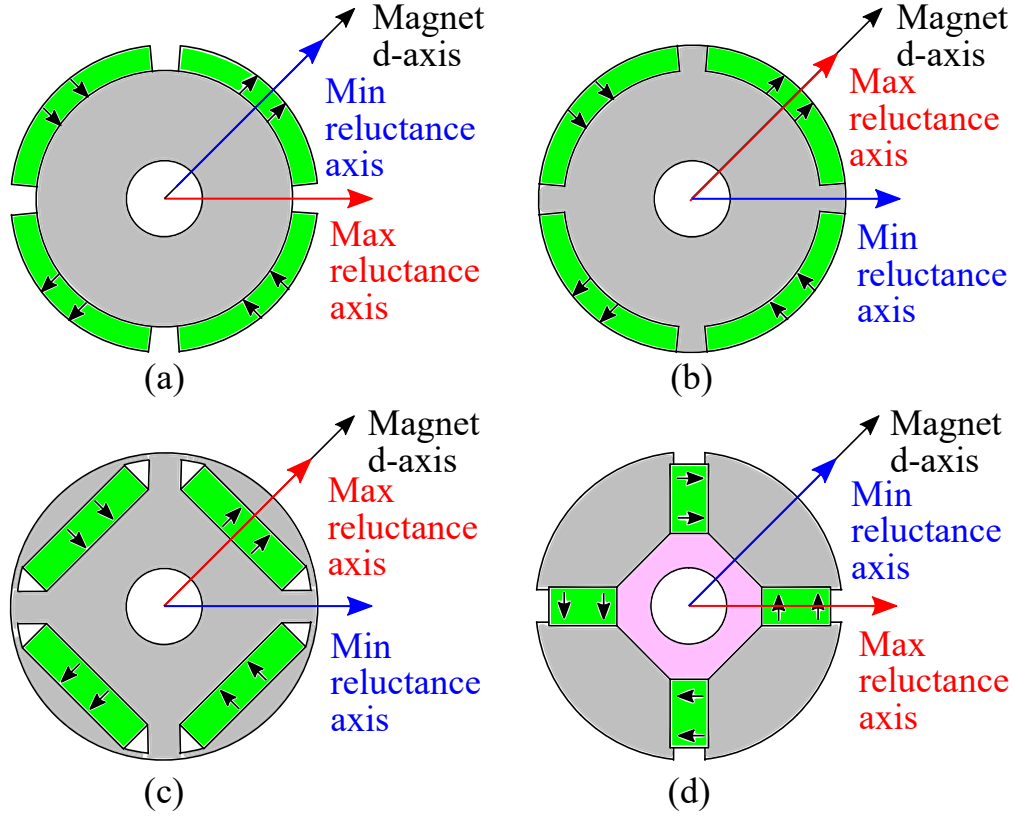 Magnet
d-axis
Min
reluctance
axis
Max
reluctance
axis
(a)
Magnet
d-axis
Max
reluctance
axis
Min
reluctance
axis
(b)
Magnet
d-axis
Max
reluctance
axis
Min
reluctance
axis
(c)
Magnet
d-axis
Min
reluctance
axis
Max
reluctance
axis
(d)